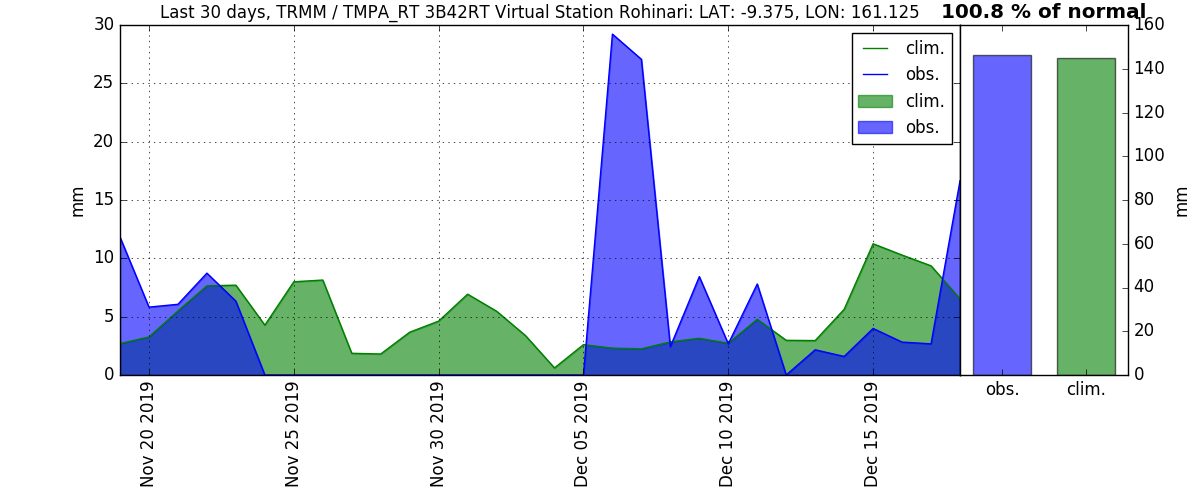 Last 30 days, TRMM / TMPA_RT 3B42RT Virtual Station Rohinari: LAT: -9.375, LON: 161.125
100.8 % of normal
30
25
20
15
10
5
0
mm
clim.
obs.
clim.
obs.
160
140
120
100
80
60
40
20
0
mm
obs.
clim.
Nov 20 2019
Nov 25 2019
Nov 30 2019
Dec 05 2019
Dec 10 2019
Dec 15 2019